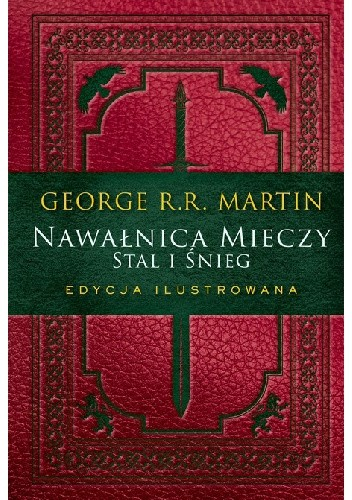 GEORGE R.R. MARTIN
NAWAŁNICA MIECZY
STAL I ŚNIEG
EDYCJA ILUSTROWANA